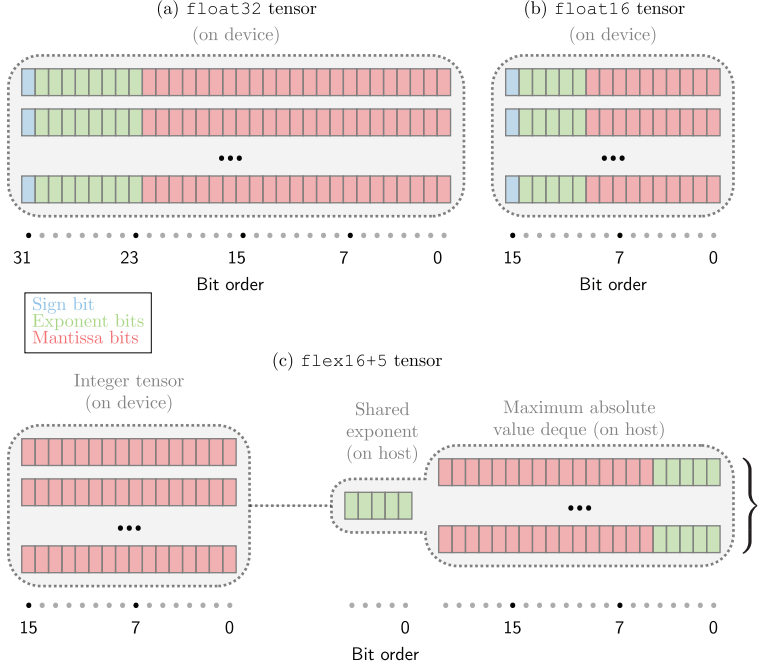 (a) float32 tensor
(on device)
(b) float16 tensor
(on device)
31 23 15 7 0
Bit order
15 7 0
Bit order
Sign bit
Exponent bits
Mantissa bits
(c) flex16+5 tensor
Integer tensor
(on device)
Shared
exponent
(on host)
Maximum absolute
value deque (on host)
15 7 0
0
15 7 0
Bit order